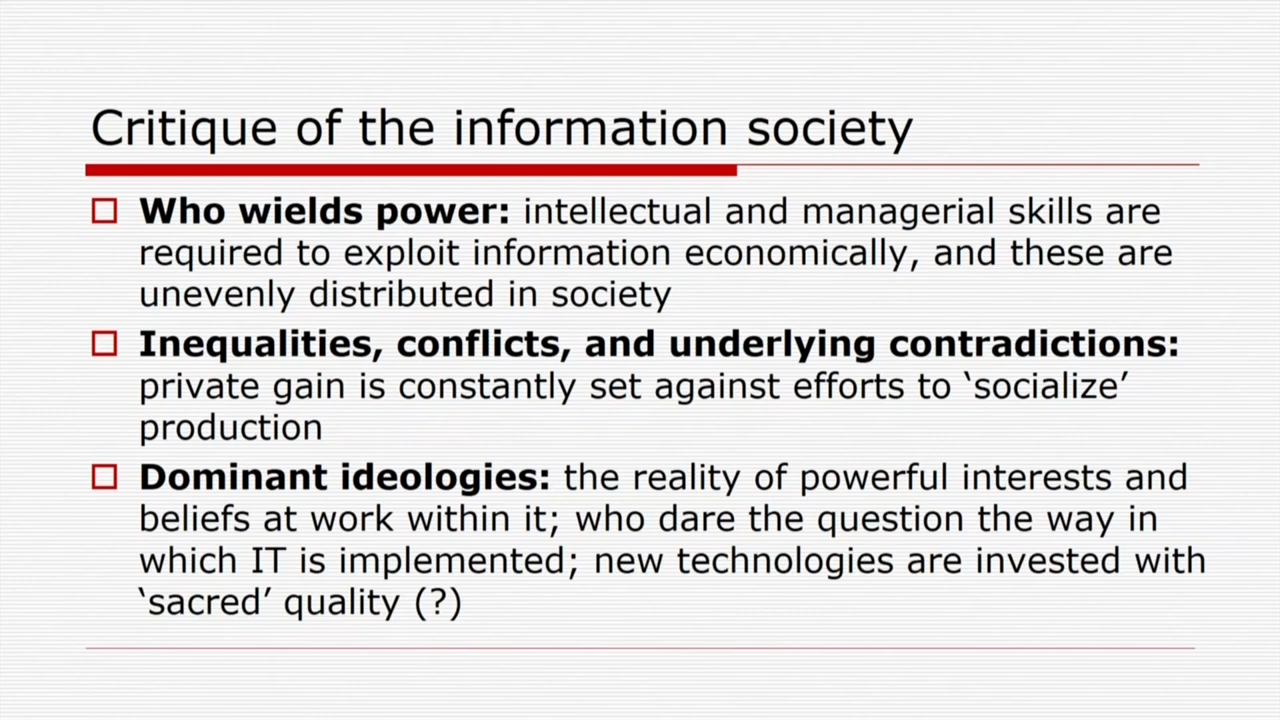 Critique of the information society
Who wields power: intellectual and managerial skills are
required to exploit information economically, and these are
unevenly distributed in society
Inequalities, conflicts, and underlying contradictions:
private gain is constantly set against efforts to ‘socialize’
production
Dominant ideologies: the reality of powerful interests and
beliefs at work within it; who dare the question the way in
which IT is implemented; new technologies are invested with
‘sacred’ quality (?)